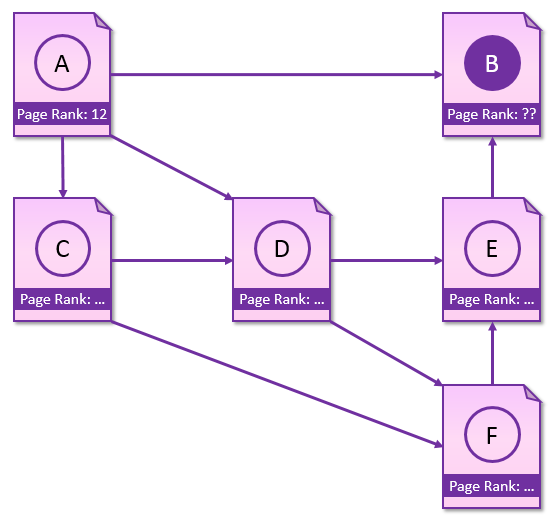 A
Page Rank: 12
B
Page Rank: ??
C
Page Rank: ...
D
Page Rank: ...
E
Page Rank: ...
F
Page Rank: ...